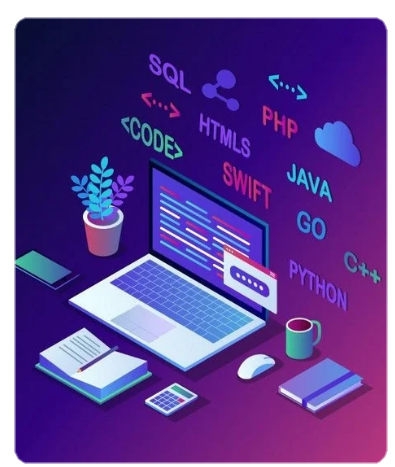 SQL
<...>
<...>
PHP
HTMLS
<CODE>
SWIFT
JAVA
GO
C++
PYTHON